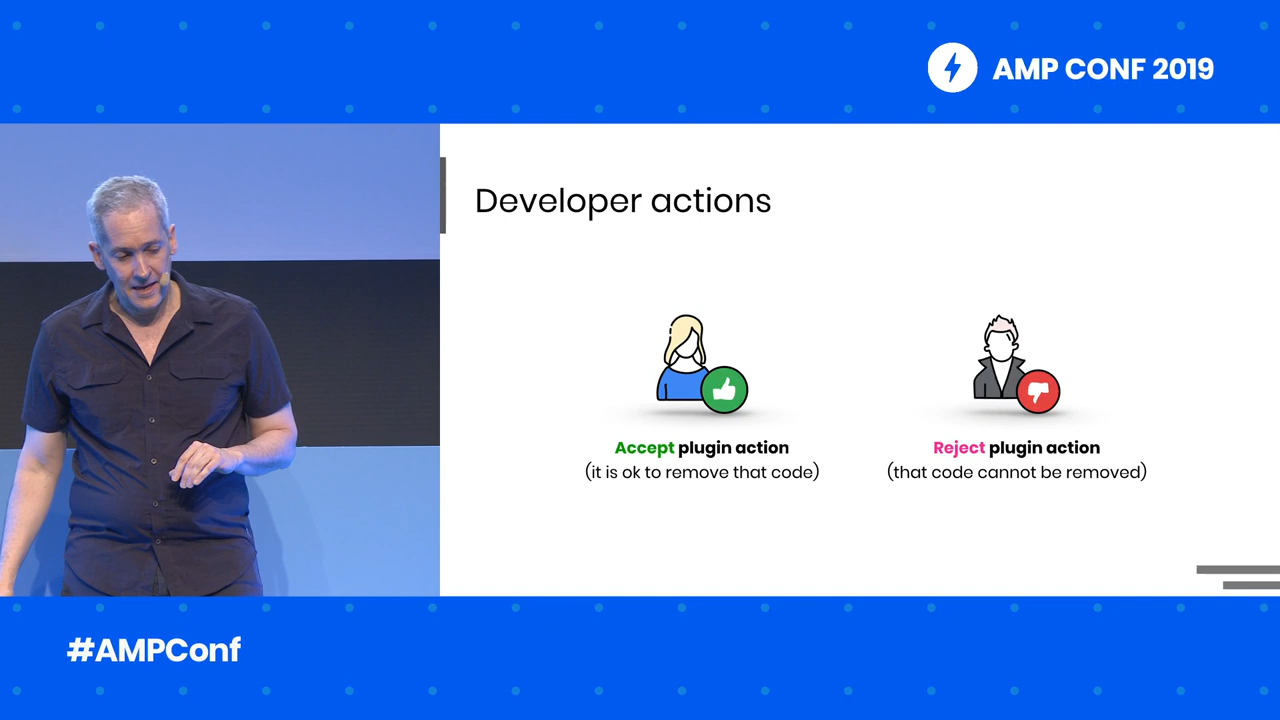 AMP CONF 2019
Developer actions
Accept plugin action
(it is ok to remove that code)
Reject plugin action
(that code cannot be removed)
#AMPConf